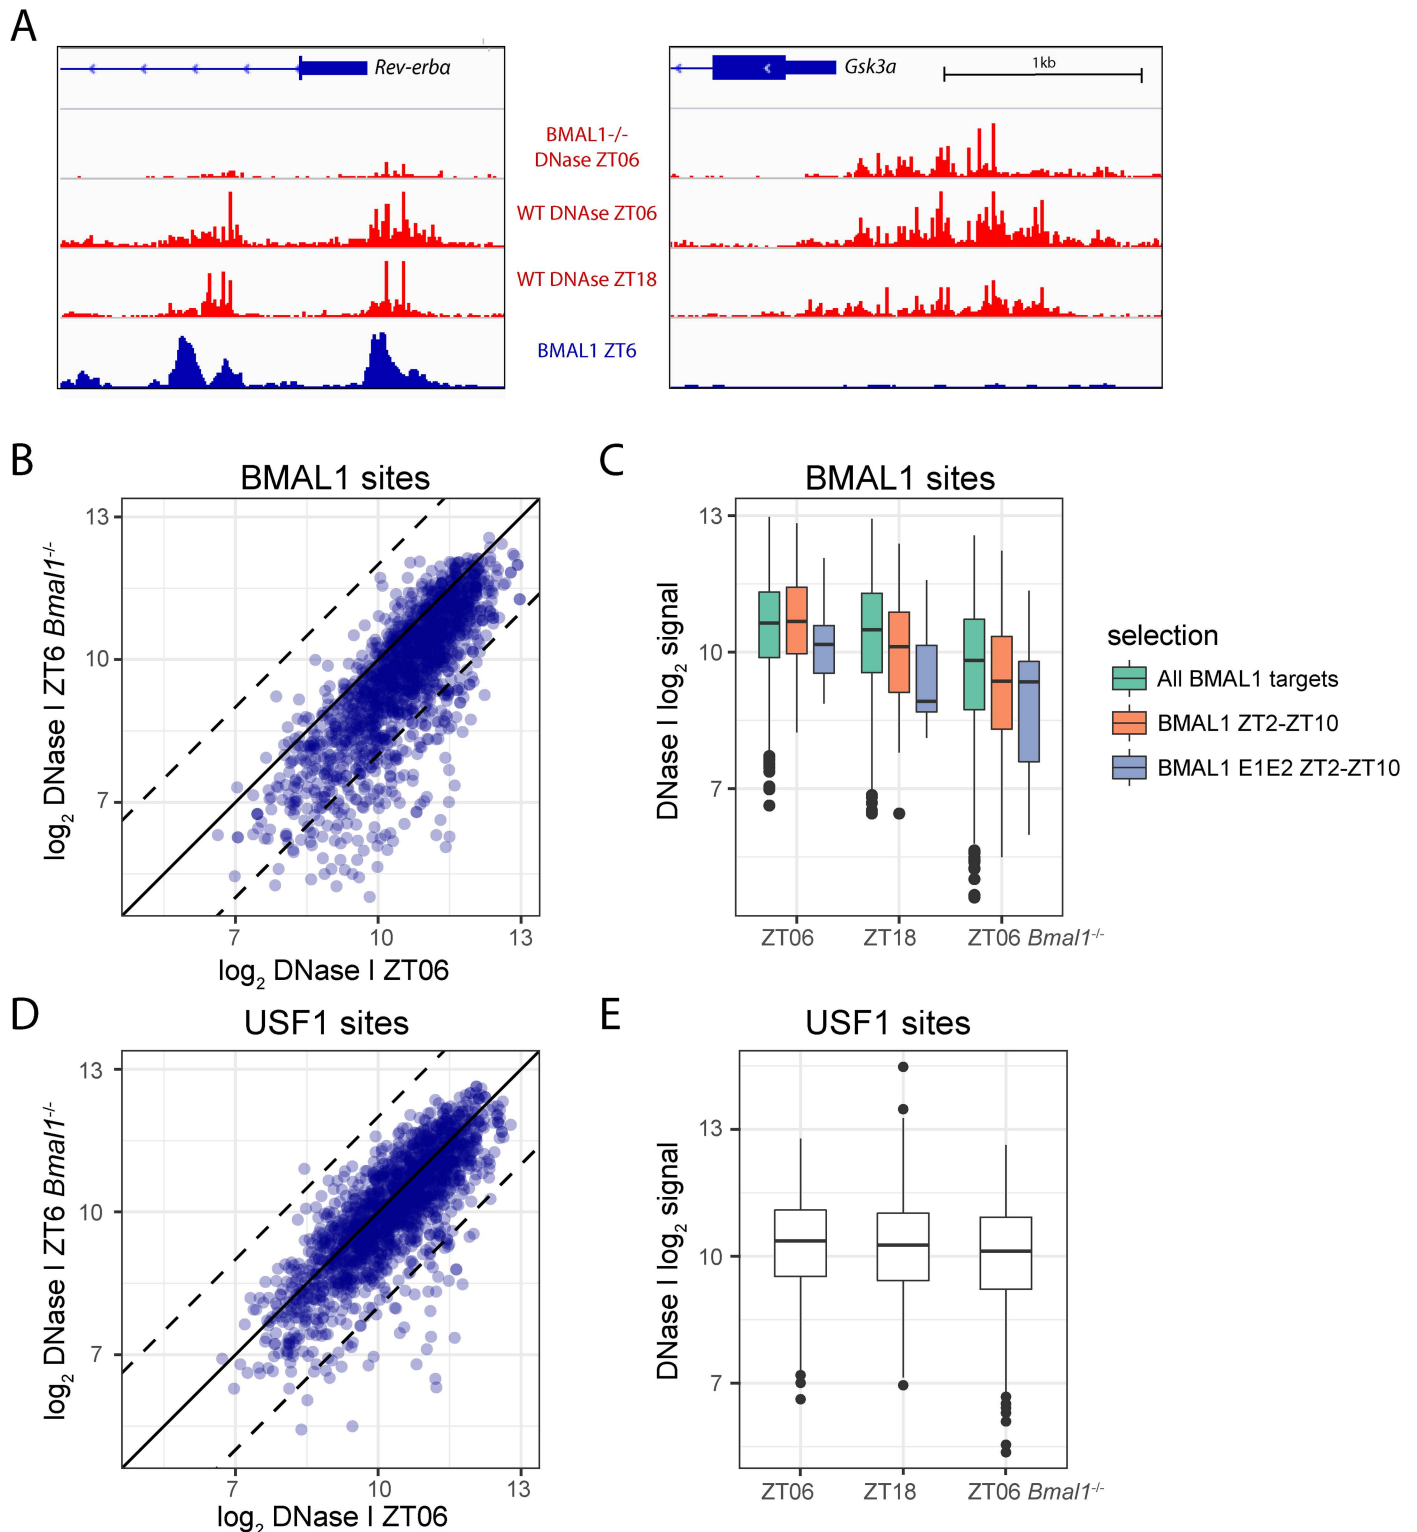 A
Rev-erba
Gsk3a
1kb
BMAL1-/-
DNase ZT06
WT DNAse ZT06
WT DNAse ZT18
BMAL1 ZT6
B
BMAL1 sites
13
10
7
log2 DNase I ZT6 Bmal1-/-
7 10 13
log2 DNase I ZT06
C
BMAL1 sites
13
10
7
DNase I log2 signal
ZT06 ZT18 ZT06 Bmal1-/-
selection
All BMAL1 targets
BMAL1 ZT2-ZT10
BMAL1 E1E2 ZT2-ZT10
D
USF1 sites
13
10
7
log2 DNase I ZT6 Bmal1-/-
7 10 13
log2 DNase I ZT06
E
USF1 sites
13
10
7
DNase I log2 signal
ZT06 ZT18 ZT06 Bmal1-/-